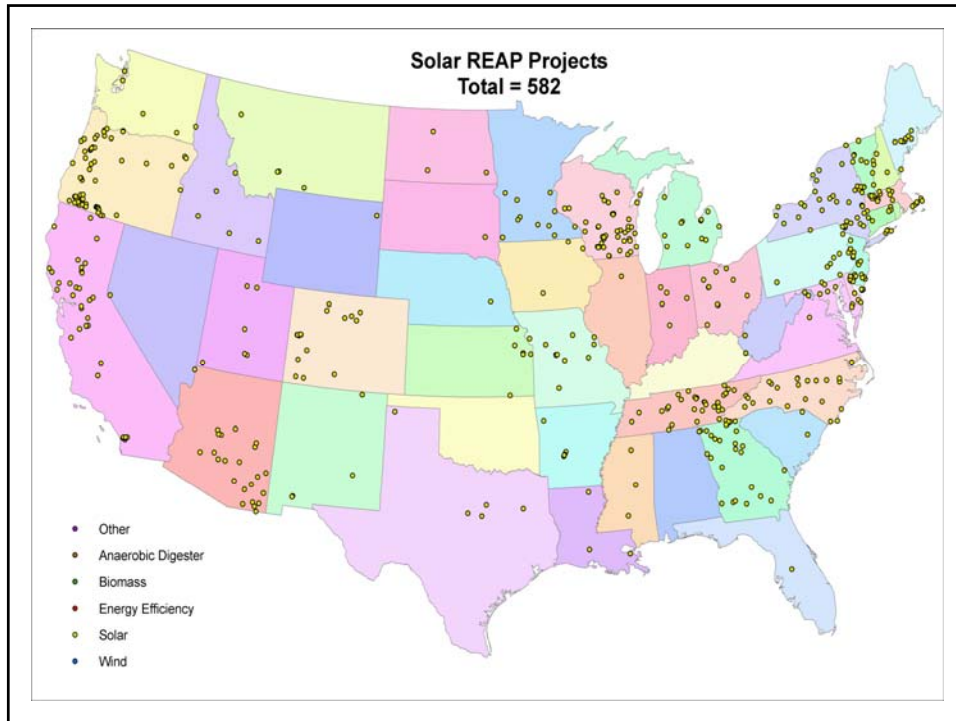 Solar REAP Projects
Total = 582
Other
Anaerobic Digester
Biomass
Energy Efficiency
Solar
Wind